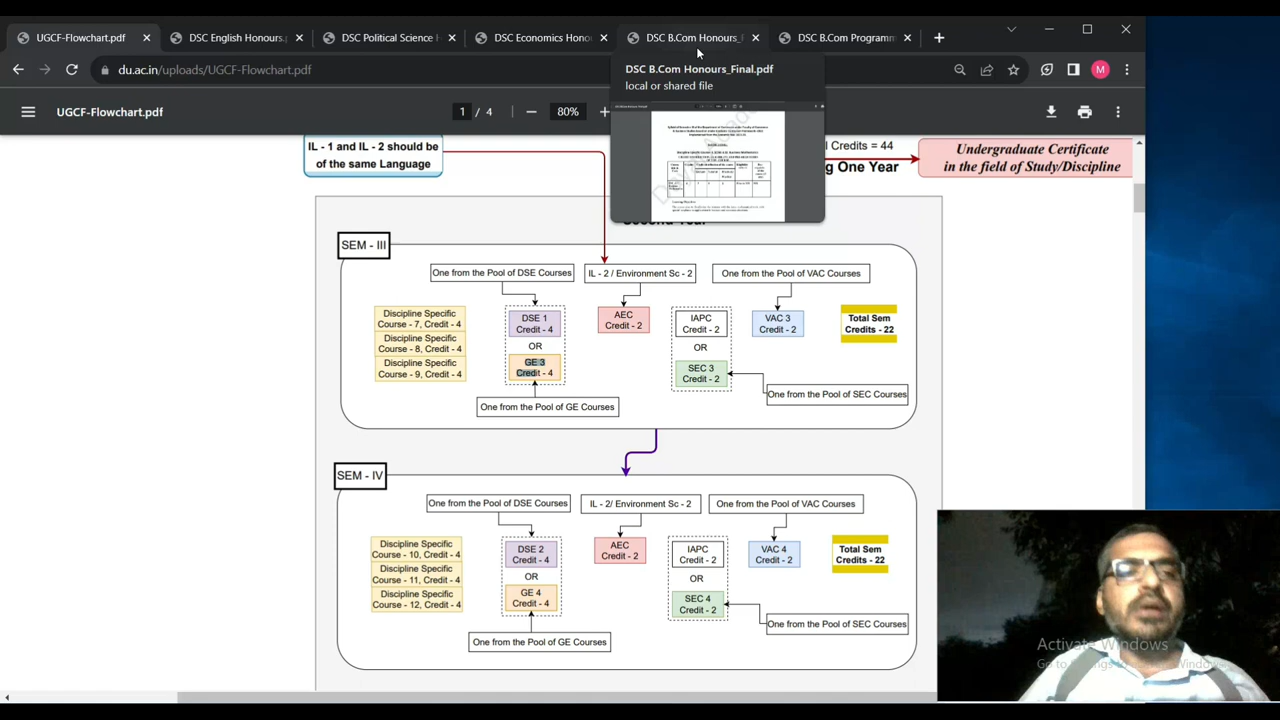 UGCF-Flowchart.pdf
DSC English Honours.
DSC Political Science H
DSC Economics Hono
DSC B.Com Honours_F
DSC B.Com Programm
du.ac.in/uploads/UGCF-Flowchart.pdf
M
DSC B.Com Honours_Final.pdf
local or shared file
UGCF-Flowchart.pdf
1 / 4
80%
IL - 1 and IL - 2 should be
of the same Language
l Credits = 44
ng One Year
Undergraduate Certificate
in the field of Study/Discipline
SEM - III
One from the Pool of DSE Courses
IL - 2 / Environment Sc - 2
One from the Pool of VAC Courses
Discipline Specific
Course - 7, Credit - 4
Discipline Specific
Course - 8, Credit - 4
Discipline Specific
Course - 9, Credit - 4
DSE 1
Credit - 4
OR
GE 3
Credit - 4
AEC
Credit - 2
IAPC
Credit - 2
OR
SEC 3
Credit - 2
VAC 3
Credit - 2
Total Sem
Credits - 22
One from the Pool of SEC Courses
One from the Pool of GE Courses
SEM - IV
One from the Pool of DSE Courses
IL - 2/ Environment Sc - 2
One from the Pool of VAC Courses
Discipline Specific
Course - 10, Credit - 4
Discipline Specific
Course - 11, Credit - 4
Discipline Specific
Course - 12, Credit - 4
DSE 2
Credit - 4
OR
GE 4
Credit - 4
AEC
Credit - 2
IAPC
Credit - 2
OR
SEC 4
Credit - 2
VAC 4
Credit - 2
Total Sem
Credits - 22
One from the Pool of SEC Courses
One from the Pool of GE Courses
Activate Windows
Go to Settings to activate Windows.